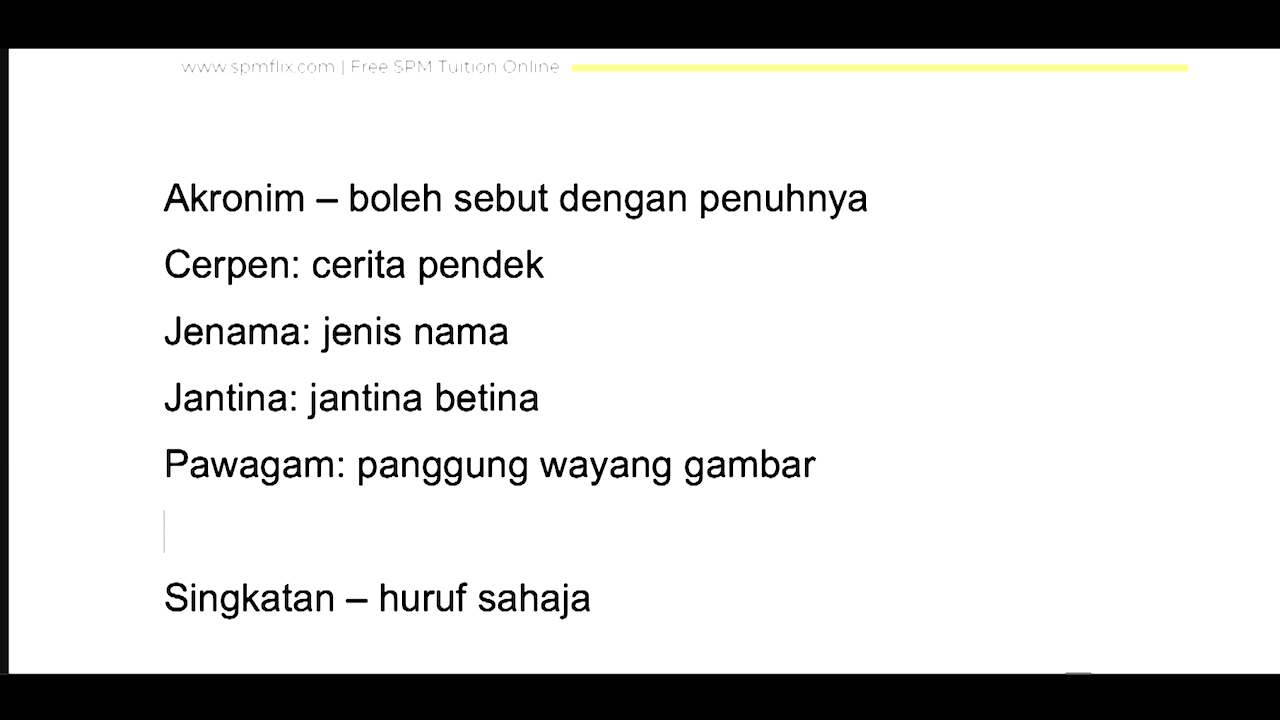 www.spmflix.com | Free SPM Tuition Online
Akronim – boleh sebut dengan penuhnya
Cerpen: cerita pendek
Jenama: jenis nama
Jantina: jantina betina
Pawagam: panggung wayang gambar
Singkatan – huruf sahaja